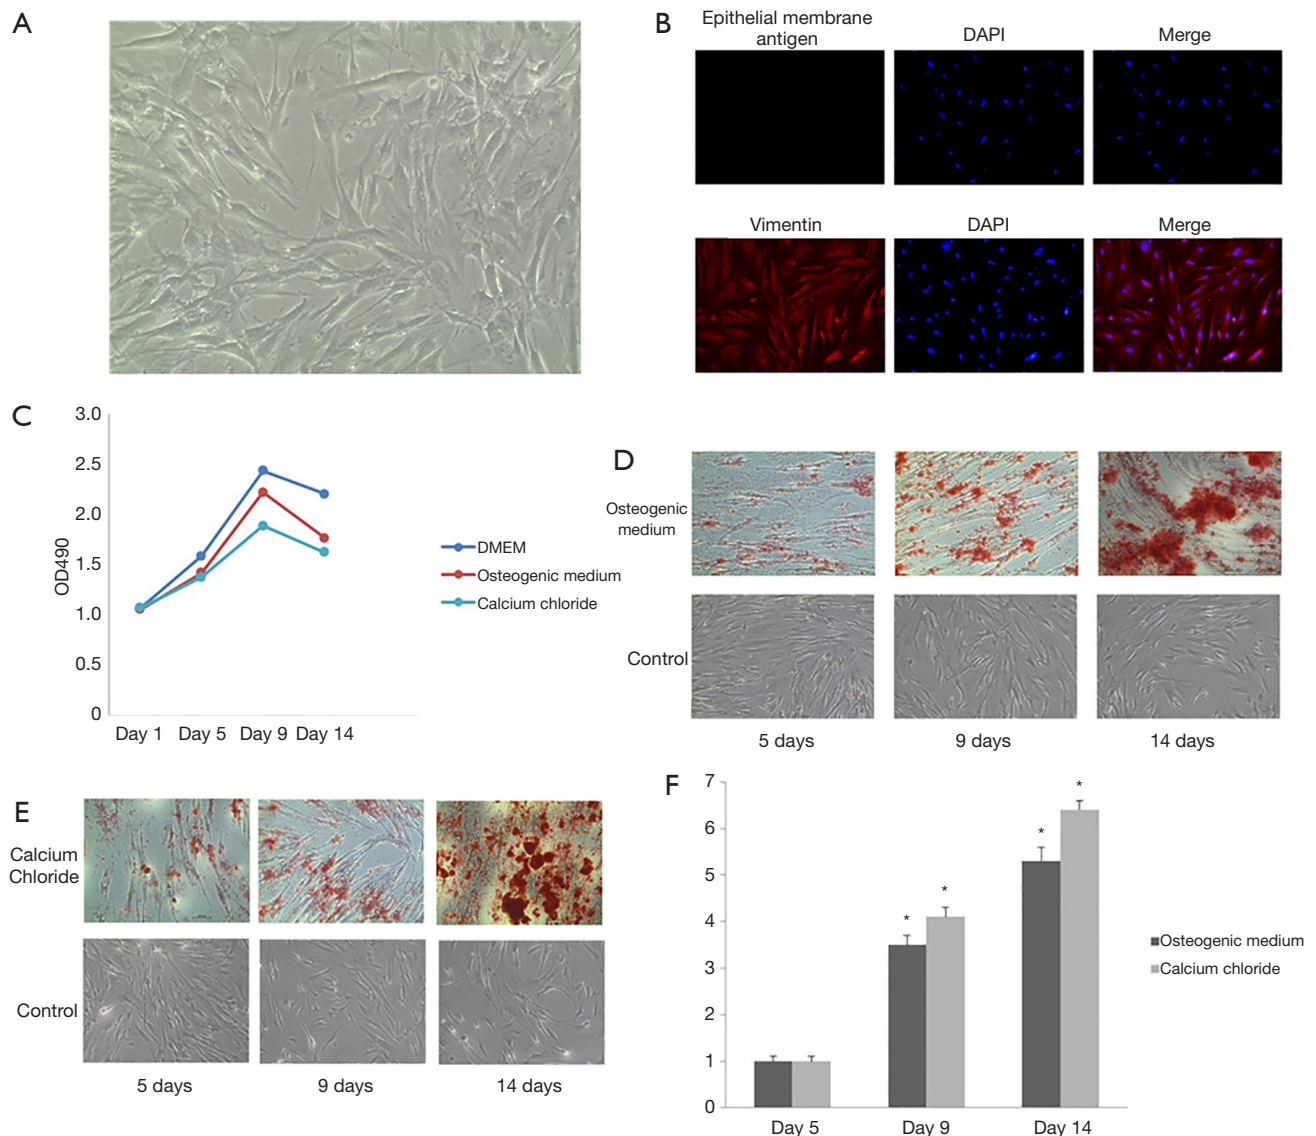 A
B
Epithelial membrane
antigen
DAPI
Merge
Vimentin
DAPI
Merge
C
3.0
2.5
2.0
1.5
1.0
0.5
0
OD490
Day 1
Day 5
Day 9
Day 14
DMEM
Osteogenic medium
Calcium chloride
D
Osteogenic
medium
Control
5 days
9 days
14 days
E
Calcium
Chloride
Control
5 days
9 days
14 days
F
7
6
5
4
3
2
1
0
*
*
*
*
Day 5
Day 9
Day 14
Osteogenic medium
Calcium chloride